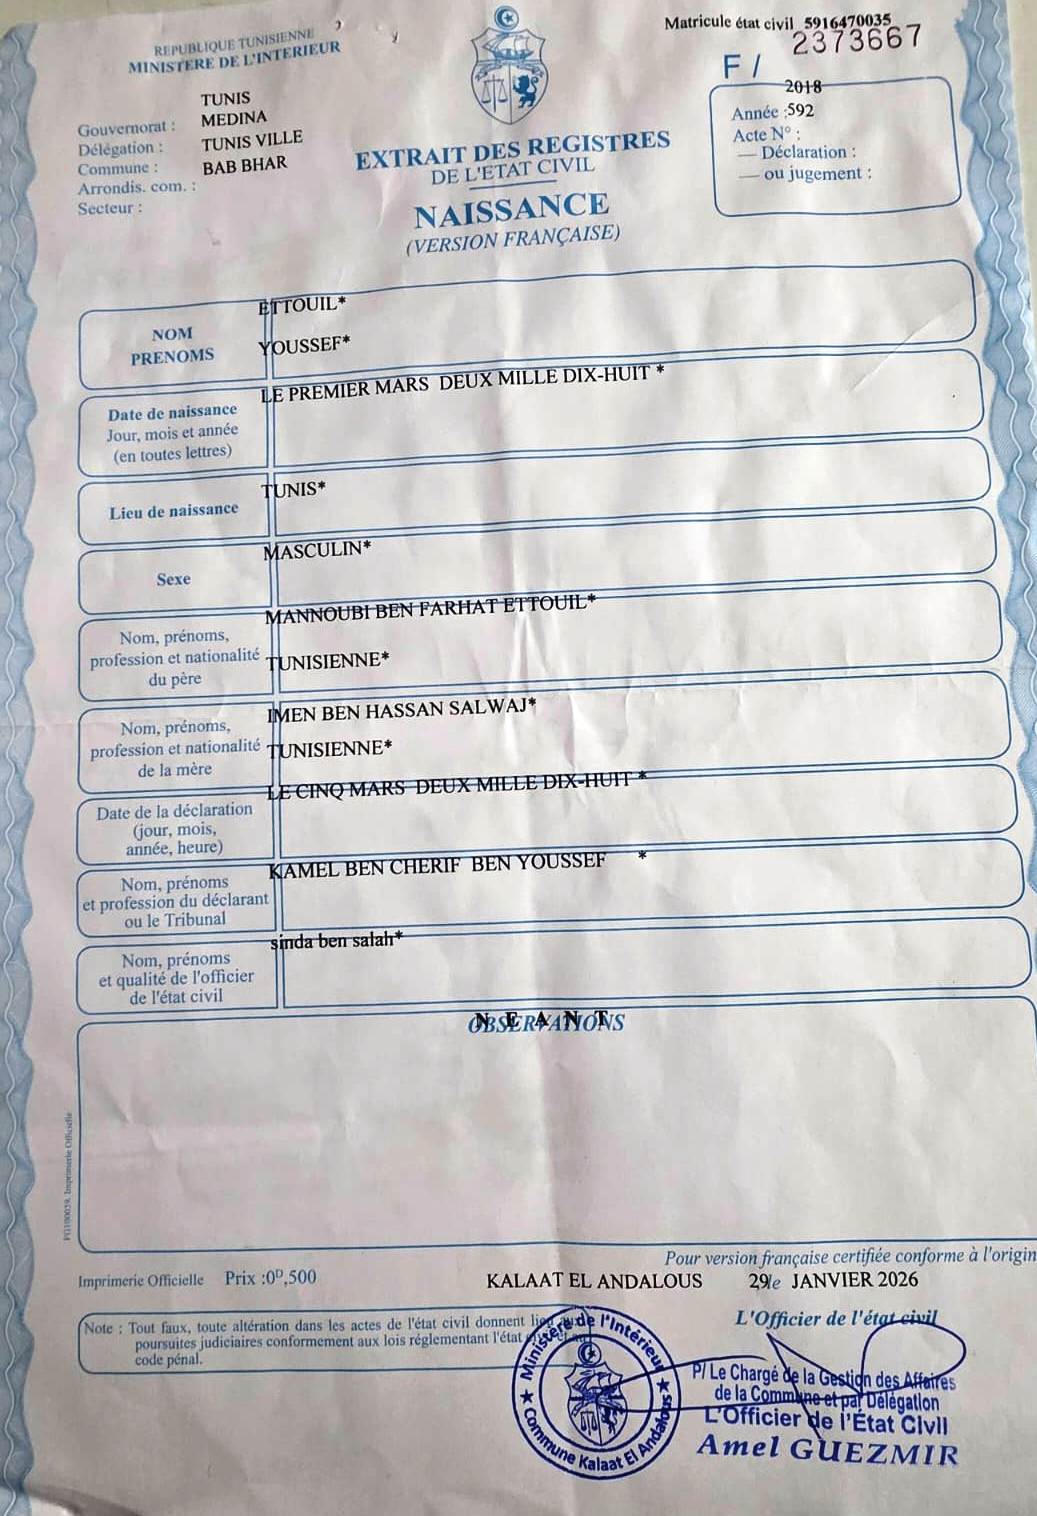 REPUBLIQUE TUNISIENNE
MINISTERE DE L'INTERIEUR
Matricule état civil 5916470035
2373667
F /
TUNIS
Gouvernorat : MEDINA
Délégation : TUNIS VILLE
Commune : BAB BHAR
Arrondis. com. :
Secteur :
EXTRAIT DES REGISTRES
DE L'ETAT CIVIL
NAISSANCE
(VERSION FRANÇAISE)
2018
Année : 592
Acte N° :
— Déclaration :
— ou jugement :
NOM
PRENOMS
ETTOUIL*
YOUSSEF*
Date de naissance
Jour, mois et année
(en toutes lettres)
LE PREMIER MARS DEUX MILLE DIX-HUIT *
Lieu de naissance
TUNIS*
Sexe
MASCULIN*
Nom, prénoms,
profession et nationalité
du père
MANNOUBI BEN FARHAT ETTOUIL*
TUNISIENNE*
Nom, prénoms,
profession et nationalité
de la mère
IMEN BEN HASSAN SALWAJ*
TUNISIENNE*
Date de la déclaration
(jour, mois,
année, heure)
LE CINQ MARS DEUX MILLE DIX-HUIT *
Nom, prénoms
et profession du déclarant
ou le Tribunal
KAMEL BEN CHERIF BEN YOUSSEF *
Nom, prénoms
et qualité de l'officier
de l'état civil
sinda ben salah*
OBSERVATIONS
N E A N T
PG100039. Imprimerie Officielle
Pour version française certifiée conforme à l'origin
Imprimerie Officielle Prix :0D,500
KALAAT EL ANDALOUS 29le JANVIER 2026
L'Officier de l'état civil
Note : Tout faux, toute altération dans les actes de l'état civil donnent lieu aux
poursuites judiciaires conformement aux lois réglementant l'état civil et au
code pénal.
Ministère de l'Intérieur
Commune Kalaat El Andalous
P/ Le Chargé de la Gestion des Affaires
de la Commune et par Délégation
L'Officier de l'État Civil
Amel GUEZMIR